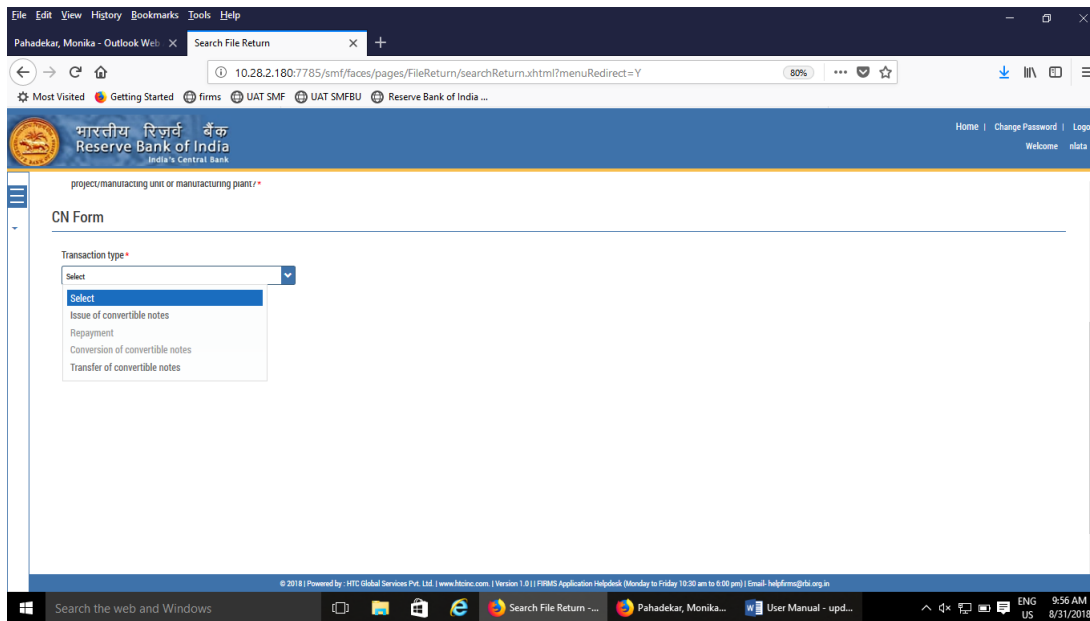 File Edit View History Bookmarks Tools Help
Pahadekar, Monika - Outlook Web
Search File Return
10.28.2.180:7785/smf/faces/pages/FileReturn/searchReturn.xhtml?menuRedirect=Y 80%
Most Visited Getting Started firms UAT SMF UAT SMFBU Reserve Bank of India ...
भारतीय रिज़र्व बैंक
Reserve Bank of India
India's Central Bank
Home | Change Password | Logo
Welcome nlata
project/manufacting unit or manufacturing plant?*
CN Form
Transaction type*
Select
Select
Issue of convertible notes
Repayment
Conversion of convertible notes
Transfer of convertible notes
© 2018 | Powered by : HTC Global Services Pvt. Ltd. | www.htcinc.com. | Version 1.0 | | FIRMS Application Helpdesk (Monday to Friday 10:30 am to 6:00 pm) | Email- helpfirms@rbi.org.in
Search the web and Windows
Search File Return -...
Pahadekar, Monika...
User Manual - upd...
ENG 9:56 AM
US 8/31/2018